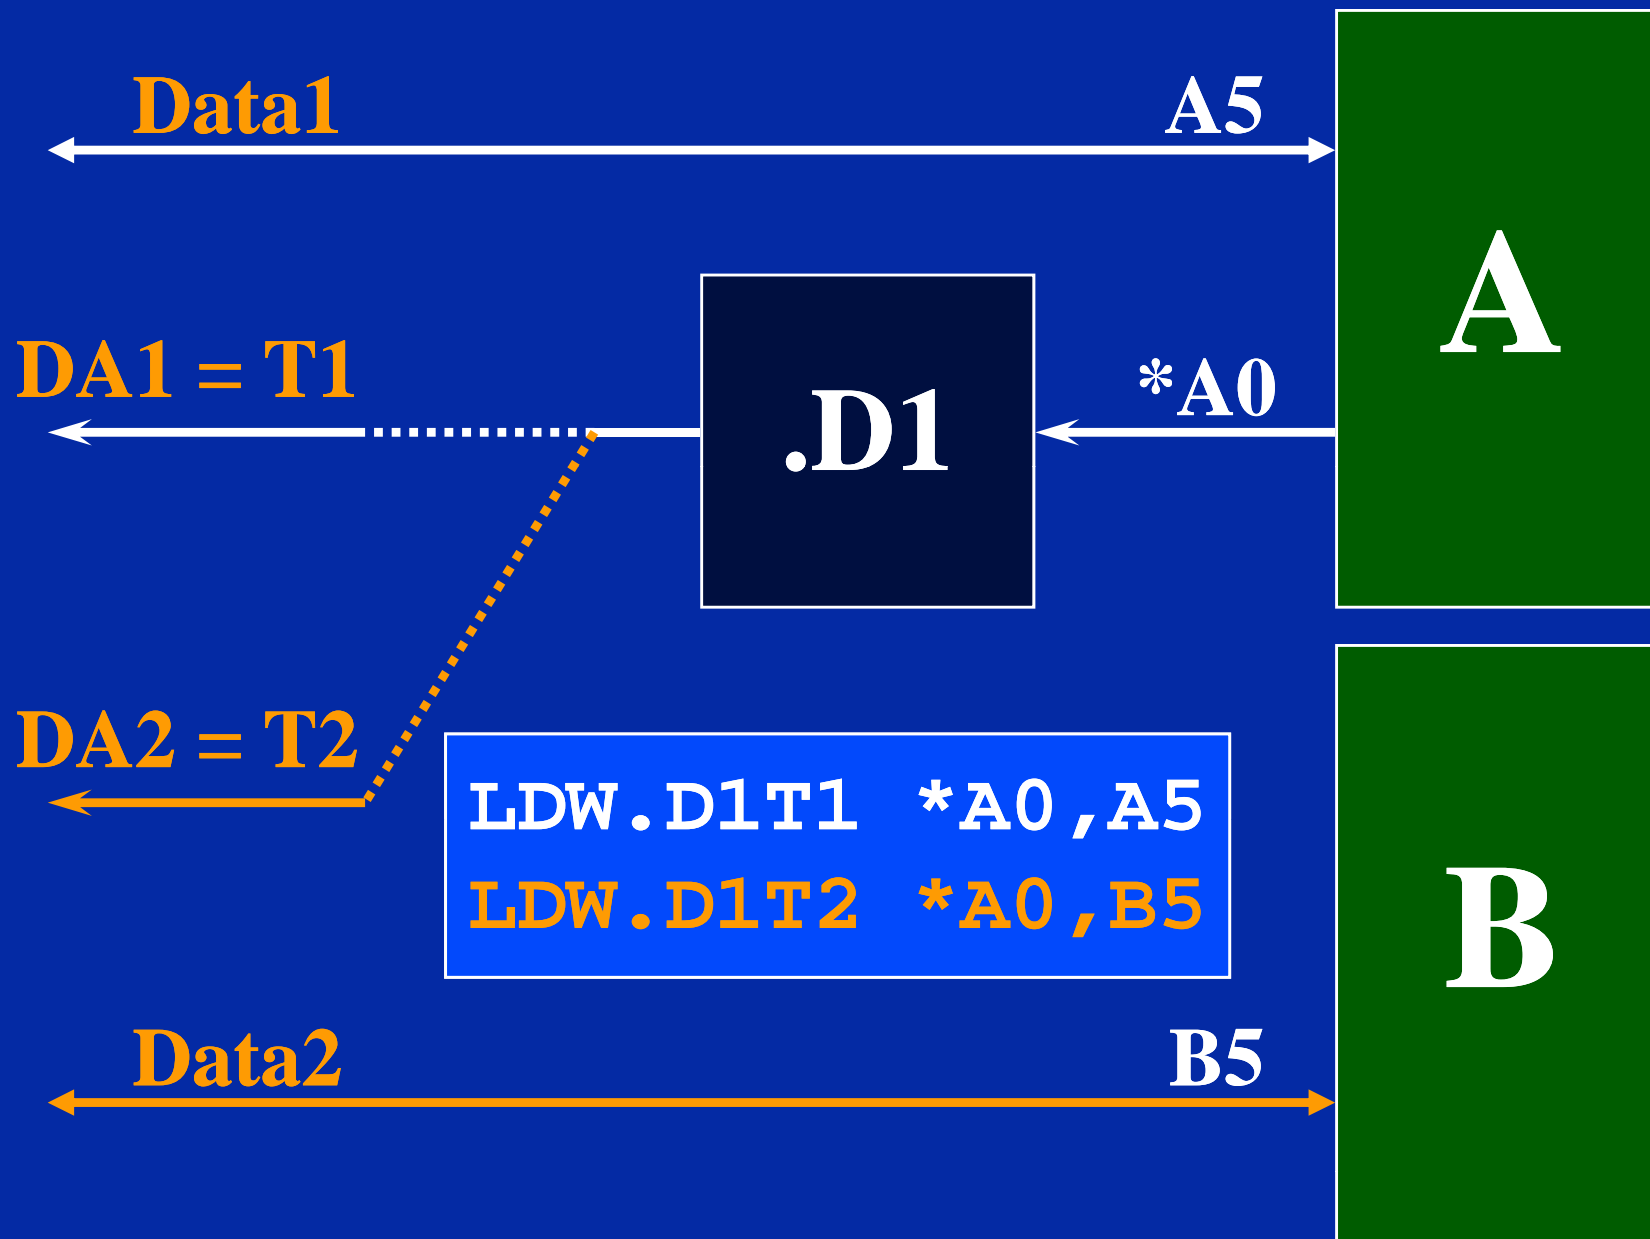 Data1
A5
A
DA1 = T1
.D1
*A0
DA2 = T2
LDW.D1T1 *A0,A5
LDW.D1T2 *A0,B5
B
Data2
B5